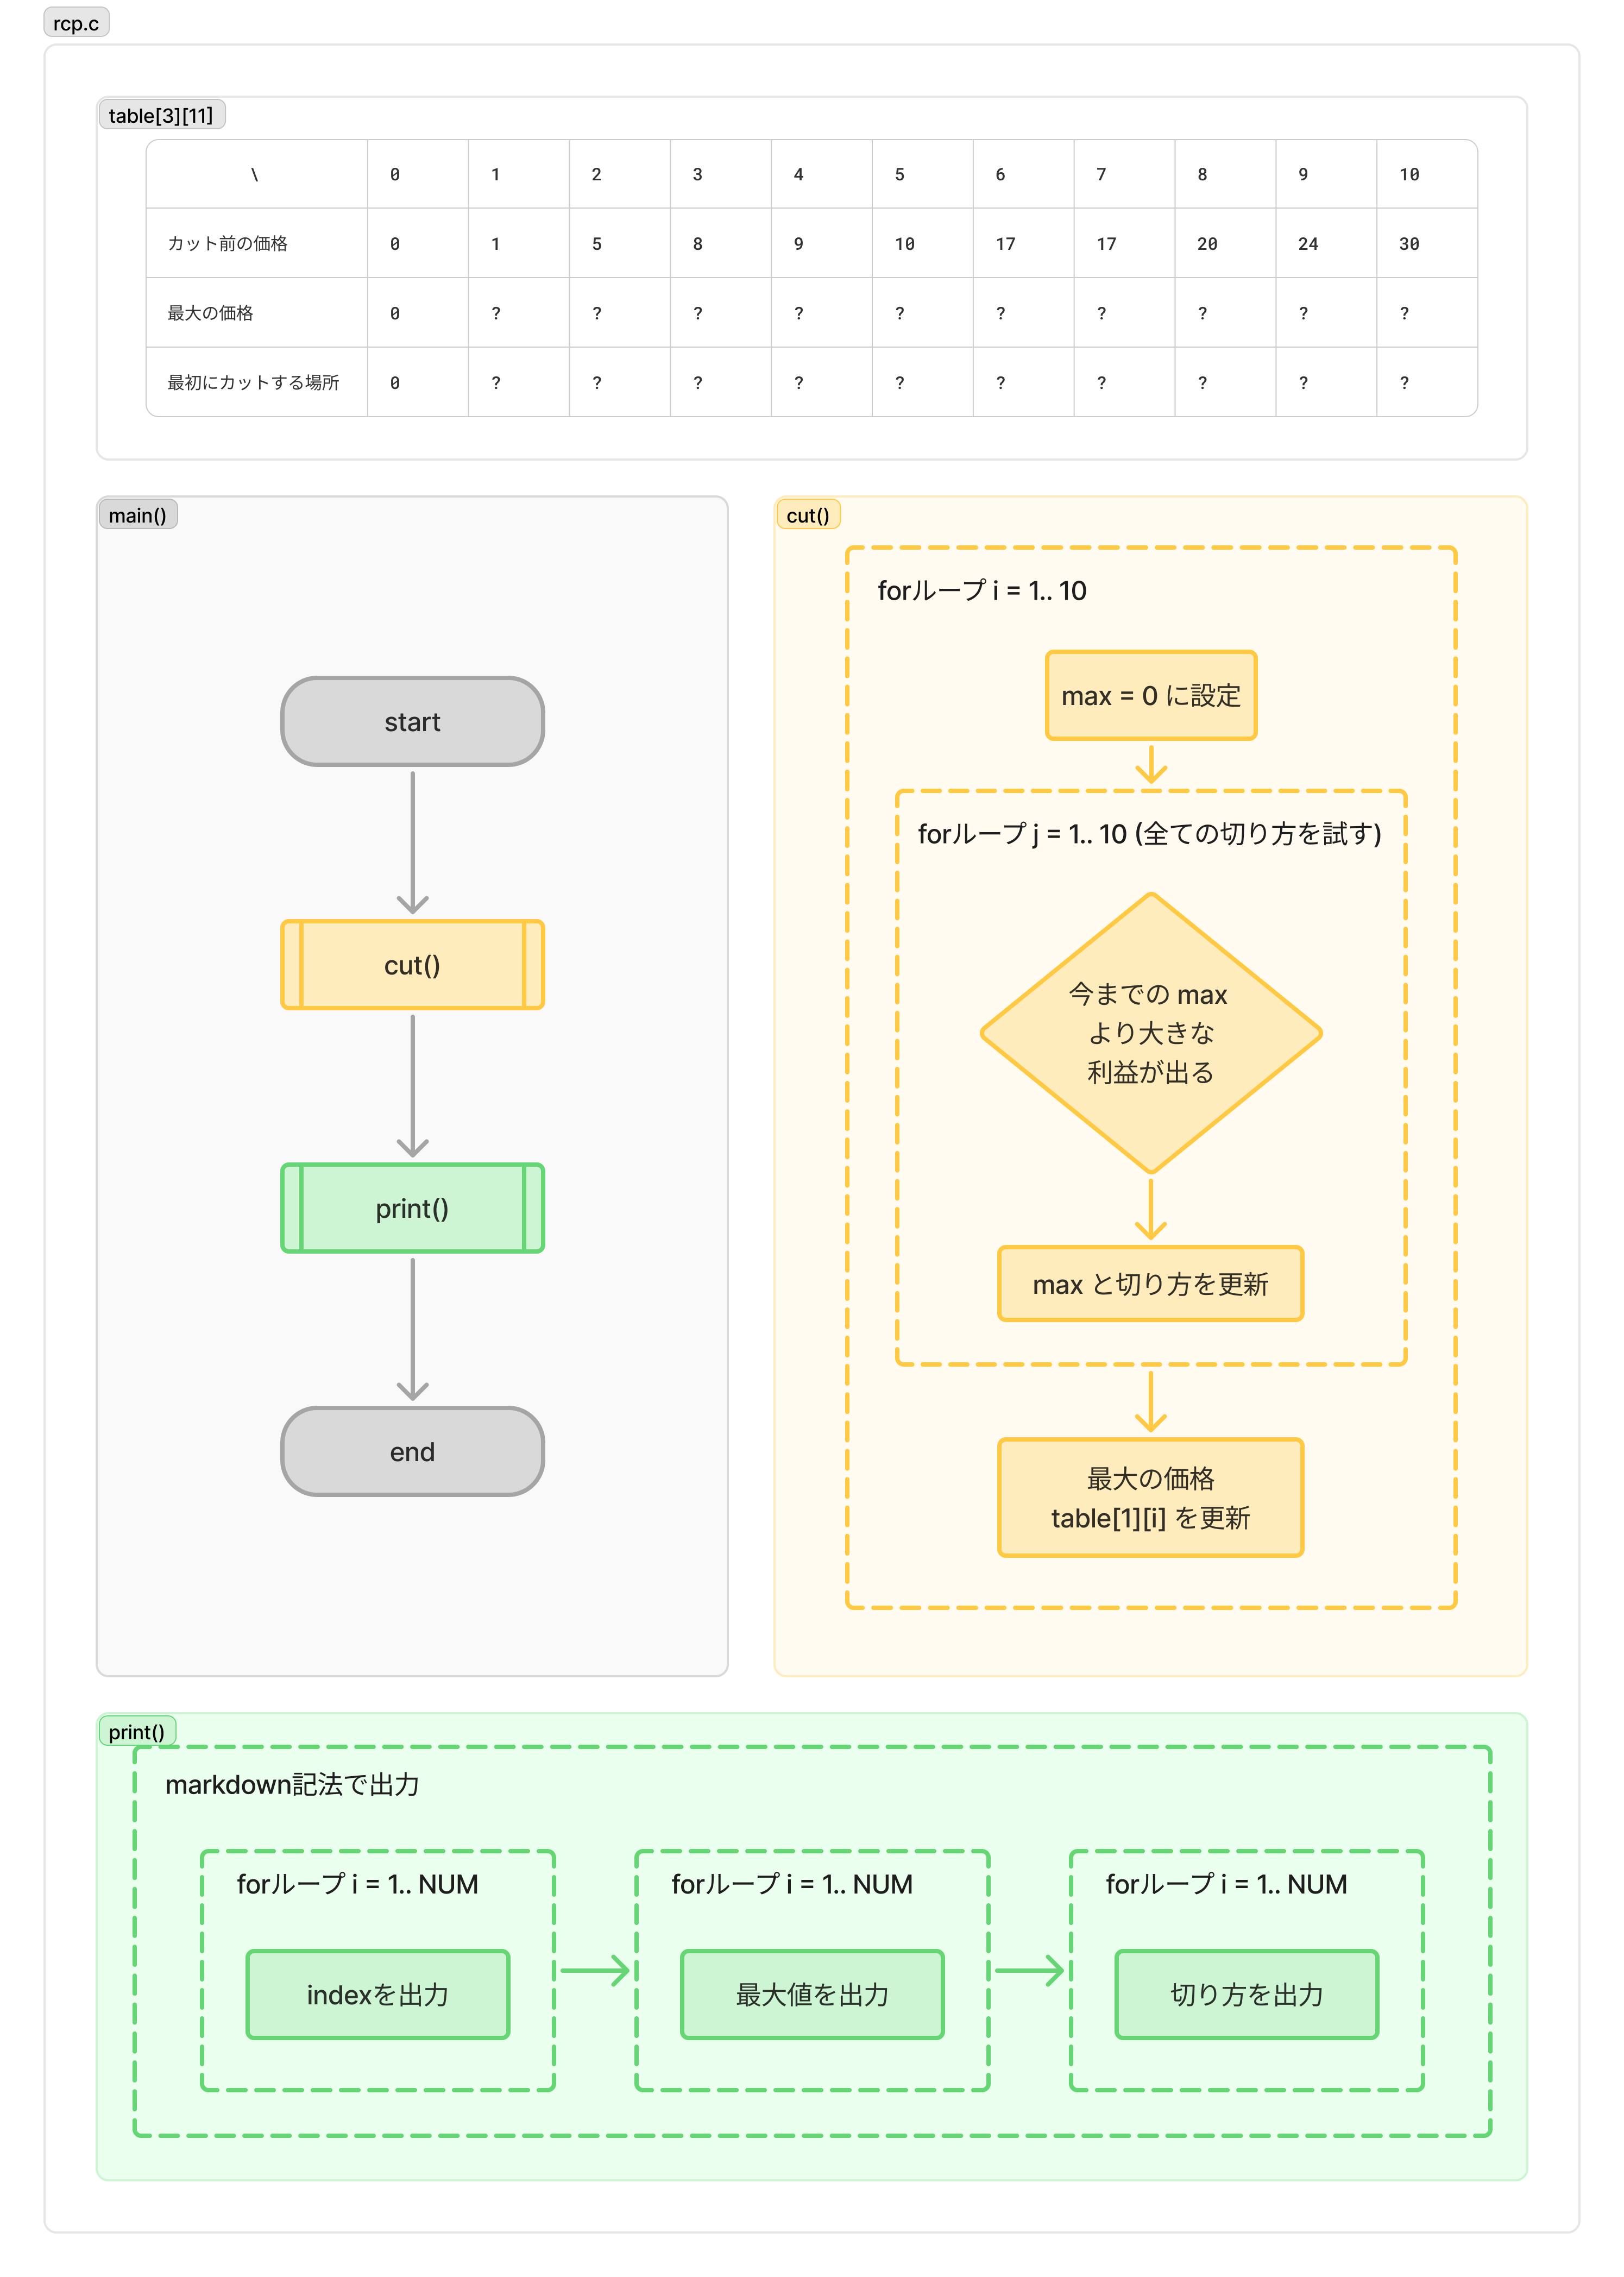 rcp.c
table[3][11]
\ 0 1 2 3 4 5 6 7 8 9 10
カット前の価格 0 1 5 8 9 10 17 17 20 24 30
最大の価格 0 ? ? ? ? ? ? ? ? ? ?
最初にカットする場所 0 ? ? ? ? ? ? ? ? ? ?
main()
start
cut()
print()
end
cut()
forループ i = 1.. 10
max = 0 に設定
forループ j = 1.. 10 (全ての切り方を試す)
今までの max
より大きな
利益が出る
max と切り方を更新
最大の価格
table[1][i] を更新
print()
markdown記法で出力
forループ i = 1.. NUM
indexを出力
forループ i = 1.. NUM
最大値を出力
forループ i = 1.. NUM
切り方を出力